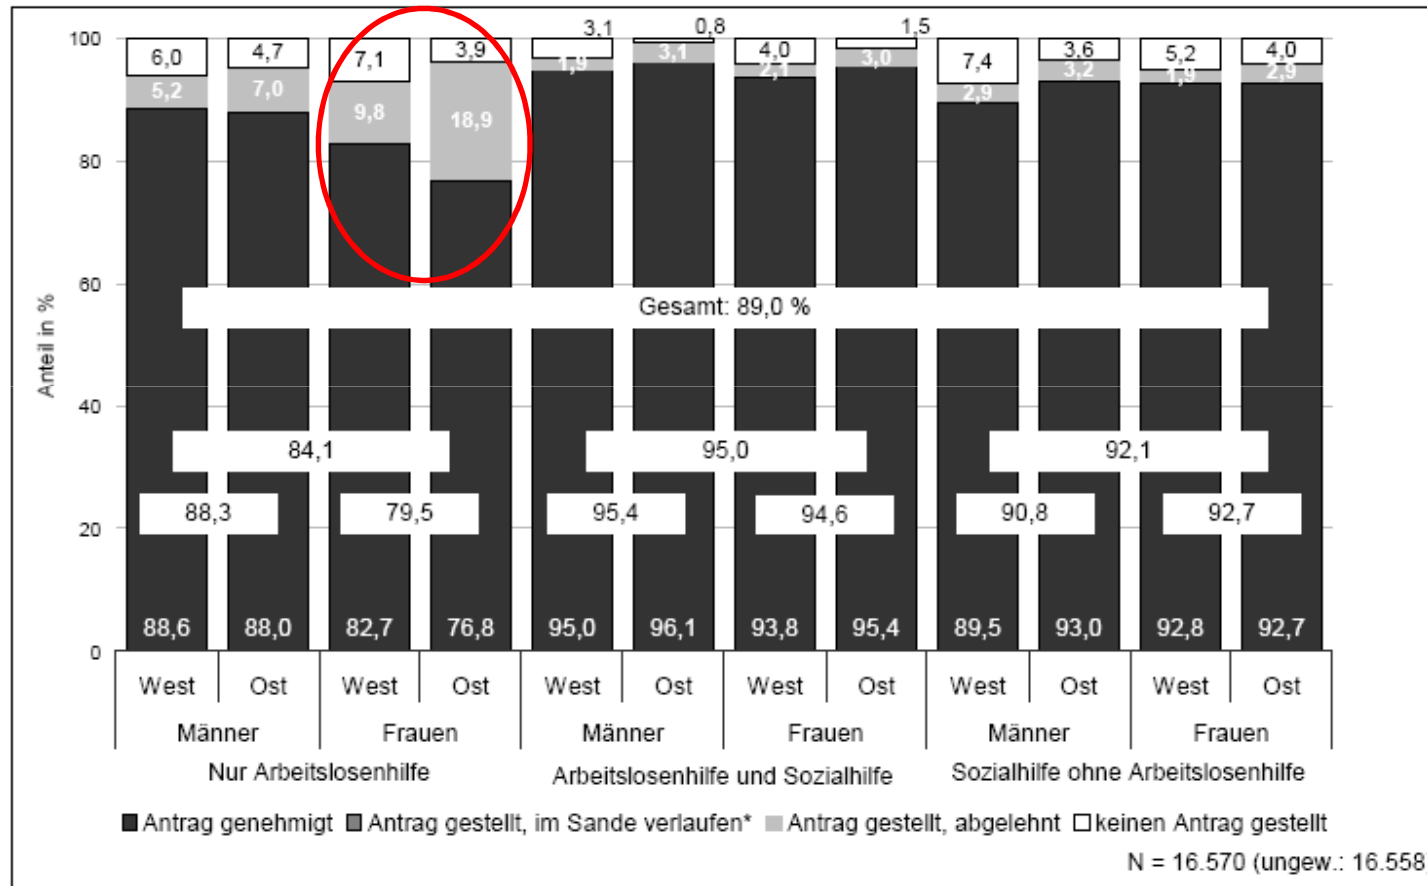 3,1 0,8 1,5
100 6,0 4,7 7,1 3,9 1,9 3,1 4,0 3,0 7,4 3,6 5,2 4,0
5,2 7,0 9,8 18,9 2,1 2,9 3,2 1,9 2,9
80
60
Gesamt: 89,0 %
Anteil in %
40
84,1 95,0 92,1
88,3 79,5 95,4 94,6 90,8 92,7
20
88,6 88,0 82,7 76,8 95,0 96,1 93,8 95,4 89,5 93,0 92,8 92,7
0
West Ost West Ost West Ost West Ost West Ost West Ost
Männer Frauen Männer Frauen Männer Frauen
Nur Arbeitslosenhilfe Arbeitslosenhilfe und Sozialhilfe Sozialhilfe ohne Arbeitslosenhilfe
Antrag genehmigt Antrag gestellt, im Sande verlaufen* Antrag gestellt, abgelehnt keinen Antrag gestellt
N = 16.570 (ungew.: 16.558